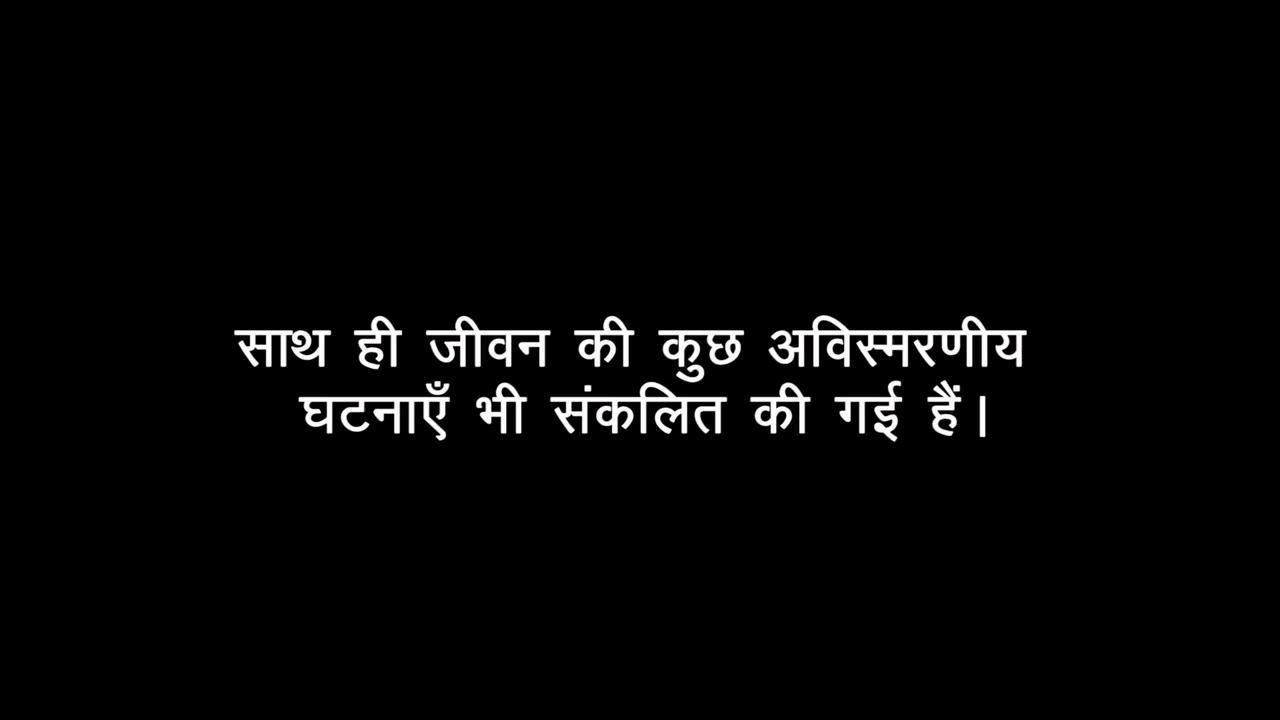 साथ ही जीवन की कुछ अविस्मरणीय
घटनाएँ भी संकलित की गई हैं।